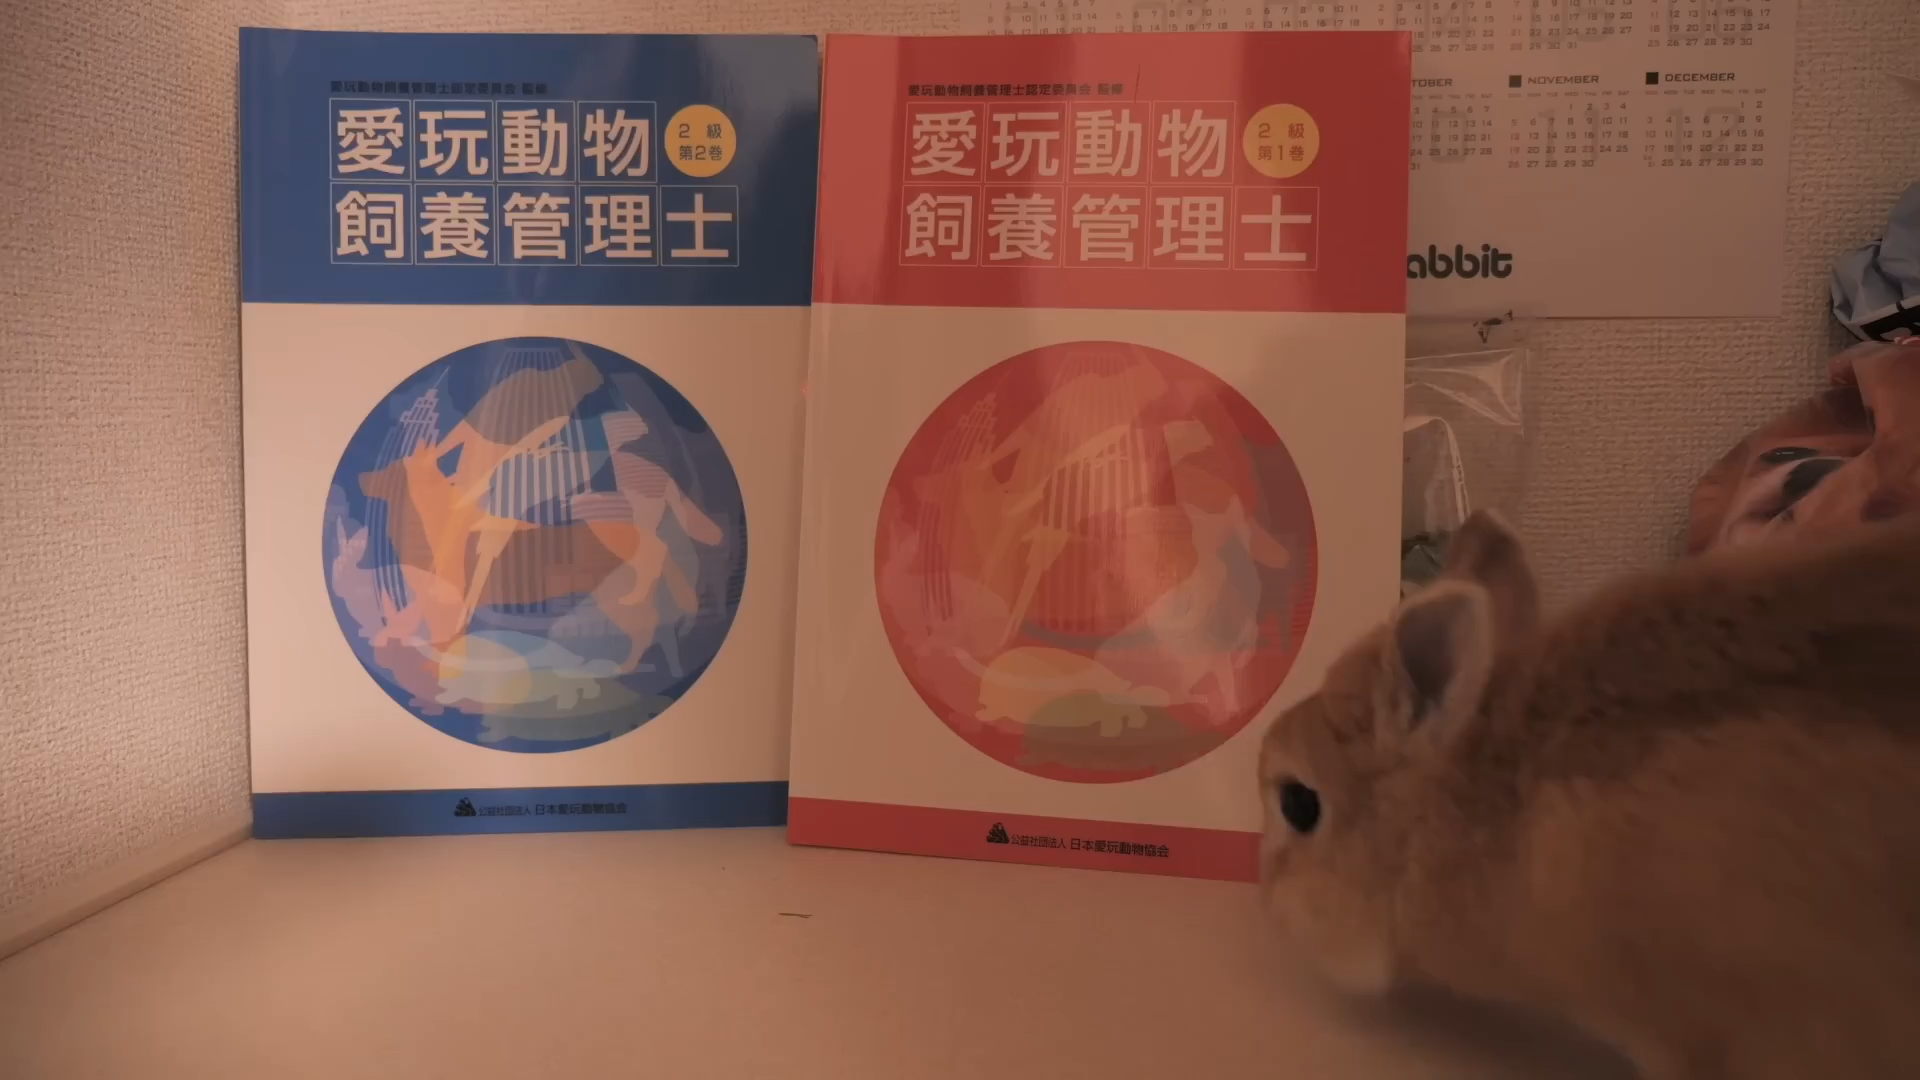 愛玩動物飼養管理士認定委員会 監修
愛玩動物
飼養管理士
2 級
第2巻
公益社団法人 日本愛玩動物協会
愛玩動物飼養管理士認定委員会 監修
愛玩動物
飼養管理士
2 級
第1巻
公益社団法人 日本愛玩動物協会
TOBER
NOVEMBER
DECEMBER
abbit